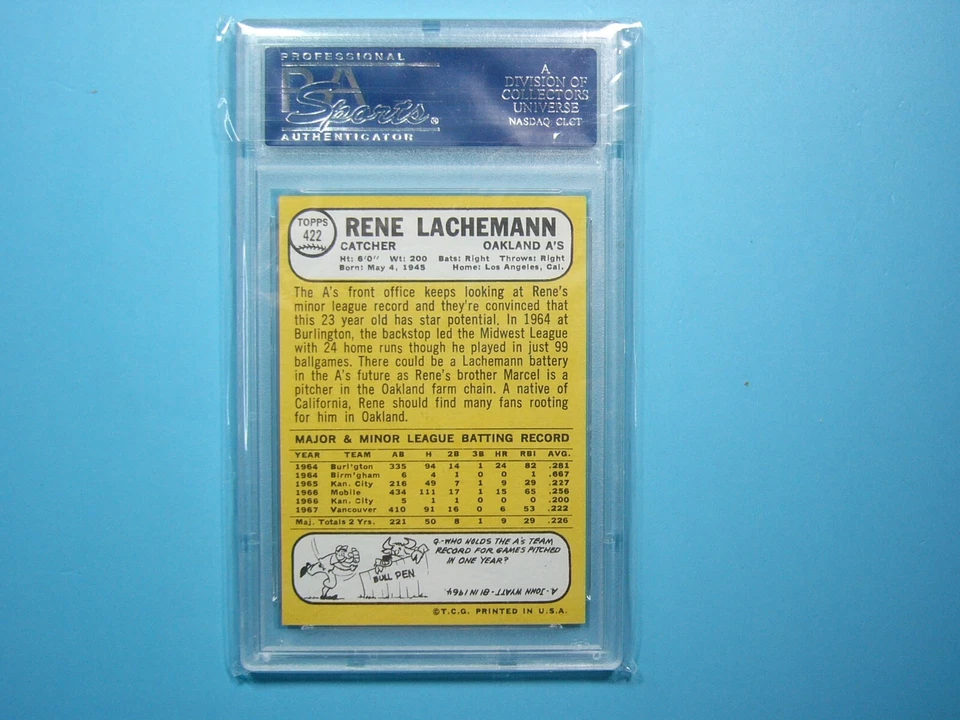 PROFESSIONAL
PSA
Sports
AUTHENTICATOR
A
DIVISION OF
COLLECTORS
UNIVERSE
NASDAQ CLCT
TOPPS
422
RENE LACHEMANN
CATCHER OAKLAND A'S
Ht: 6'0" Wt: 200 Bats: Right Throws: Right
Born: May 4, 1945 Home: Los Angeles, Cal.
The A's front office keeps looking at Rene's
minor league record and they're convinced that
this 23 year old has star potential. In 1964 at
Burlington, the backstop led the Midwest League
with 24 home runs though he played in just 99
ballgames. There could be a Lachemann battery
in the A's future as Rene's brother Marcel is a
pitcher in the Oakland farm chain. A native of
California, Rene should find many fans rooting
for him in Oakland.
MAJOR & MINOR LEAGUE BATTING RECORD
YEAR TEAM AB H 2B 3B HR RBI AVG.
1964 Burl'gton 335 94 14 1 24 82 .281
1964 Birm'gham 6 4 1 0 0 1 .667
1965 Kan. City 216 49 7 1 9 29 .227
1966 Mobile 434 111 17 1 15 65 .256
1966 Kan. City 5 1 1 0 0 0 .200
1967 Vancouver 410 91 16 0 6 53 .222
Maj. Totals 2 Yrs. 221 50 8 1 9 29 .226
Q-WHO HOLDS THE A's TEAM
RECORD FOR GAMES PITCHED
IN ONE YEAR?
BULL PEN
A-JOHN WYATT-81 IN 1964.
©T.C.G. PRINTED IN U.S.A.